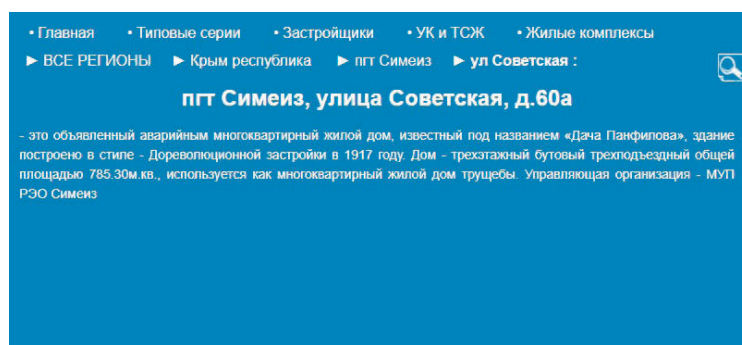 • Главная • Типовые серии • Застройщики • УК и ТСЖ • Жилые комплексы
► ВСЕ РЕГИОНЫ ► Крым республика ► пгт Симеиз ► ул Советская :
пгт Симеиз, улица Советская, д.60а
- это объявленный аварийным многоквартирный жилой дом, известный под названием «Дача Панфилова», здание
построено в стиле - Дореволюционной застройки в 1917 году. Дом - трехэтажный бутовый трехподъездный общей
площадью 785.30м.кв., используется как многоквартирный жилой дом трущебы. Управляющая организация - МУП
РЭО Симеиз